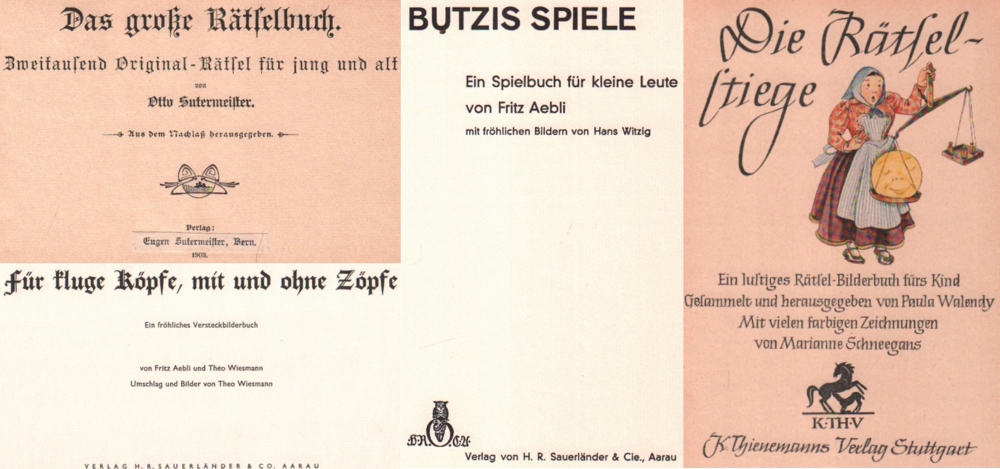 Das große Rätselbuch.
Zweitausend Original-Rätsel für jung und alt
von
Otto Sutermeister.
Aus dem Nachlaß herausgegeben.
Verlag:
Eugen Sutermeister, Bern.
1903.
Für kluge Köpfe, mit und ohne Zöpfe
Ein fröhliches Versteckbilderbuch
von Fritz Aebli und Theo Wiesmann
Umschlag und Bilder von Theo Wiesmann
VERLAG H. R. SAUERLÄNDER & CO. AARAU
BUTZIS SPIELE
Ein Spielbuch für kleine Leute
von Fritz Aebli
mit fröhlichen Bildern von Hans Witzig
Verlag von H. R. Sauerländer & Cie., Aarau
Die Rätsel-
stiege
Ein lustiges Rätsel-Bilderbuch fürs Kind
Gesammelt und herausgegeben von Paula Walendy
Mit vielen farbigen Zeichnungen
von Marianne Schneegans
K·TH·V
K. Thienemanns Verlag Stuttgart